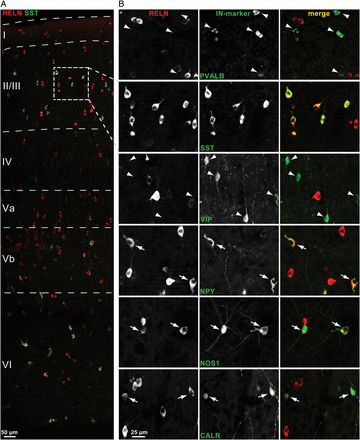 A
B
RELN SST
RELN
IN-marker
merge
I
II/III
IV
Va
Vb
VI
PVALB
SST
VIP
NPY
NOS1
CALR
50 µm
25 µm